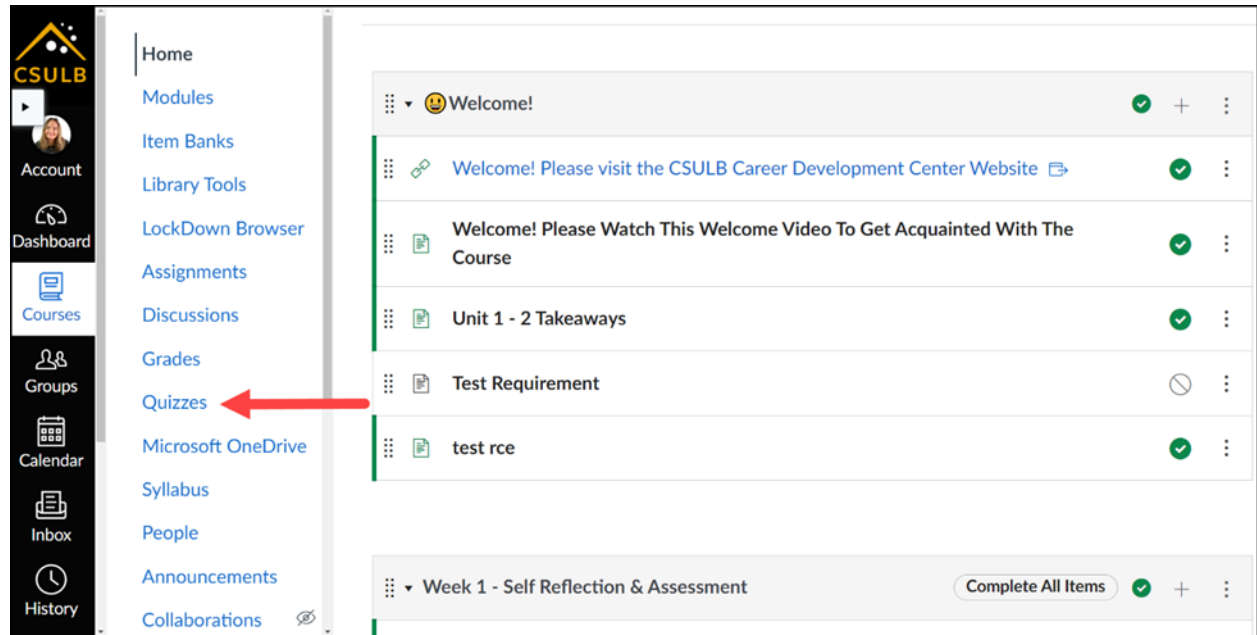 CSULB
Account
Dashboard
Courses
Groups
Calendar
Inbox
History
Home
Modules
Item Banks
Library Tools
LockDown Browser
Assignments
Discussions
Grades
Quizzes
Microsoft OneDrive
Syllabus
People
Announcements
Collaborations
Welcome!
Welcome! Please visit the CSULB Career Development Center Website
Welcome! Please Watch This Welcome Video To Get Acquainted With The
Course
Unit 1 - 2 Takeaways
Test Requirement
test rce
Week 1 - Self Reflection & Assessment Complete All Items